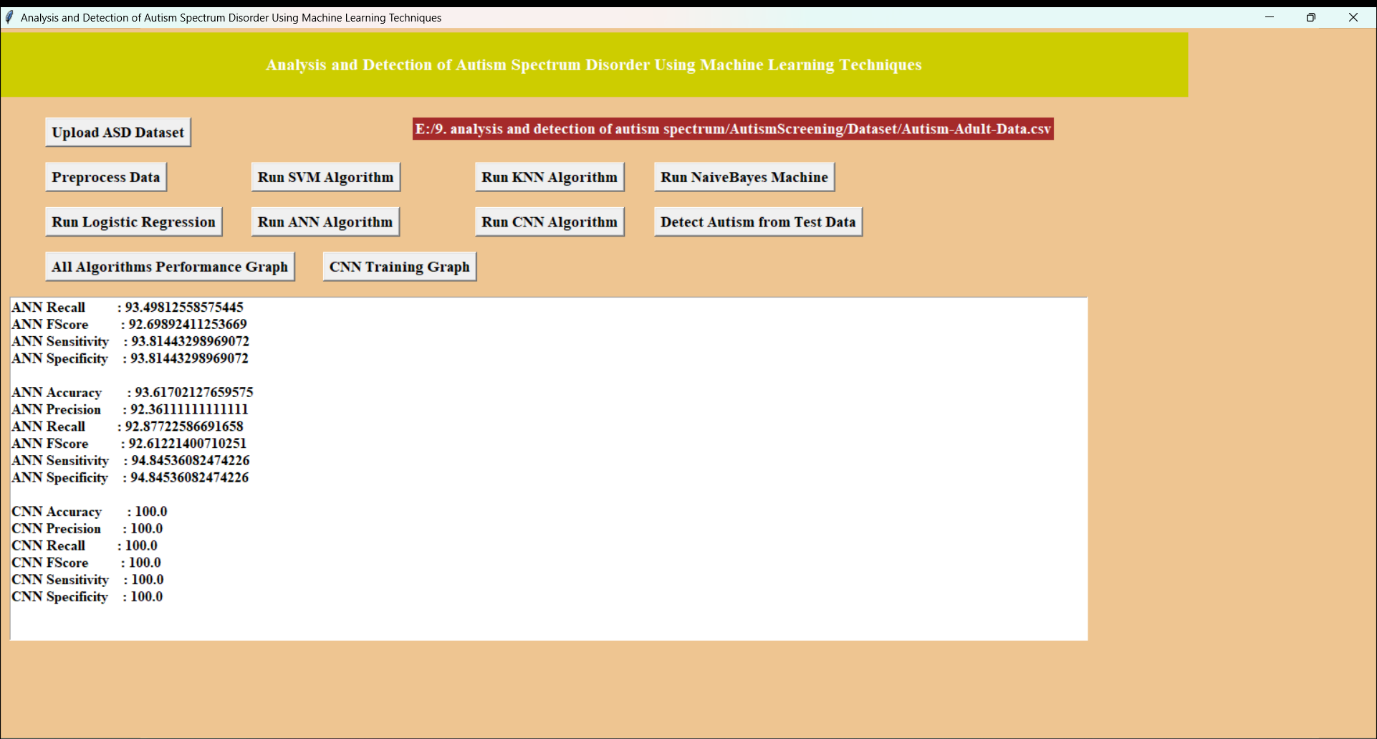 Analysis and Detection of Autism Spectrum Disorder Using Machine Learning Techniques
Analysis and Detection of Autism Spectrum Disorder Using Machine Learning Techniques
Upload ASD Dataset
E:/9. analysis and detection of autism spectrum/AutismScreening/Dataset/Autism-Adult-Data.csv
Preprocess Data
Run SVM Algorithm
Run KNN Algorithm
Run NaiveBayes Machine
Run Logistic Regression
Run ANN Algorithm
Run CNN Algorithm
Detect Autism from Test Data
All Algorithms Performance Graph
CNN Training Graph
ANN Recall : 93.49812558575445
ANN FScore : 92.69892411253669
ANN Sensitivity : 93.81443298969072
ANN Specificity : 93.81443298969072
ANN Accuracy : 93.61702127659575
ANN Precision : 92.36111111111111
ANN Recall : 92.87722586691658
ANN FScore : 92.61221400710251
ANN Sensitivity : 94.84536082474226
ANN Specificity : 94.84536082474226
CNN Accuracy : 100.0
CNN Precision : 100.0
CNN Recall : 100.0
CNN FScore : 100.0
CNN Sensitivity : 100.0
CNN Specificity : 100.0